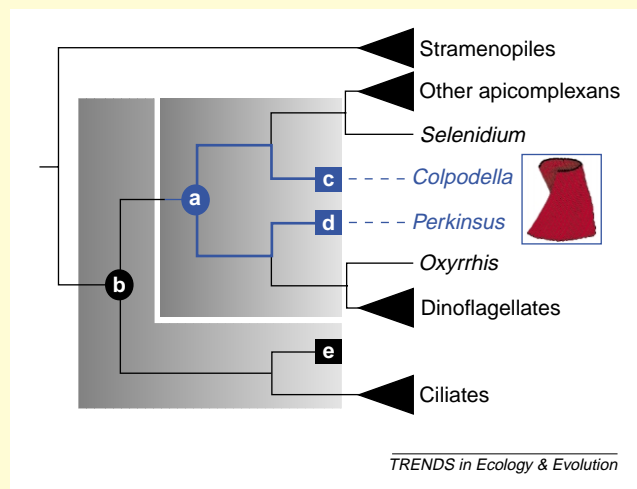 Stramenopiles
Other apicomplexans
Selenidium
c Colpodella
a
d Perkinsus
Oxyrrhis
b
Dinoflagellates
e
Ciliates
TRENDS in Ecology & Evolution